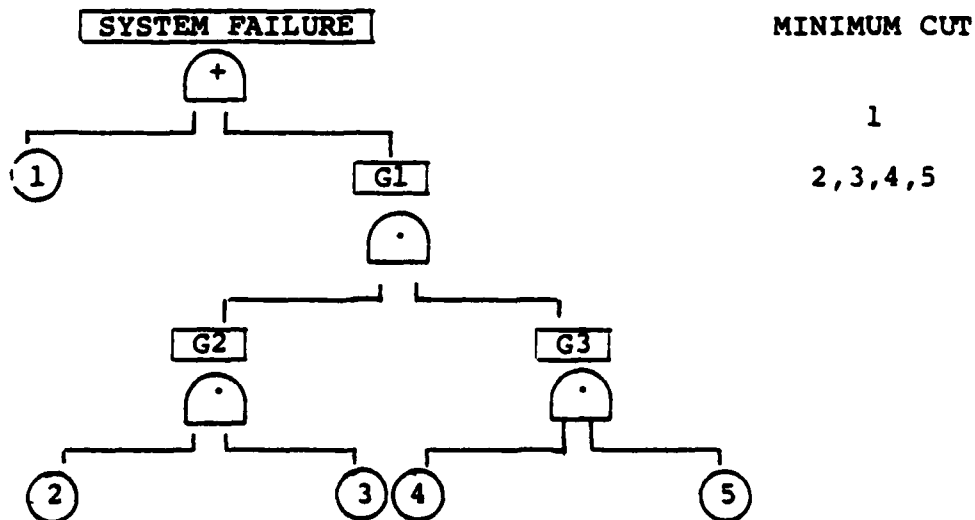 SYSTEM FAILURE
MINIMUM CUT
+
1
1
G1
2,3,4,5
·
G2
G3
·
·
2
3
4
5